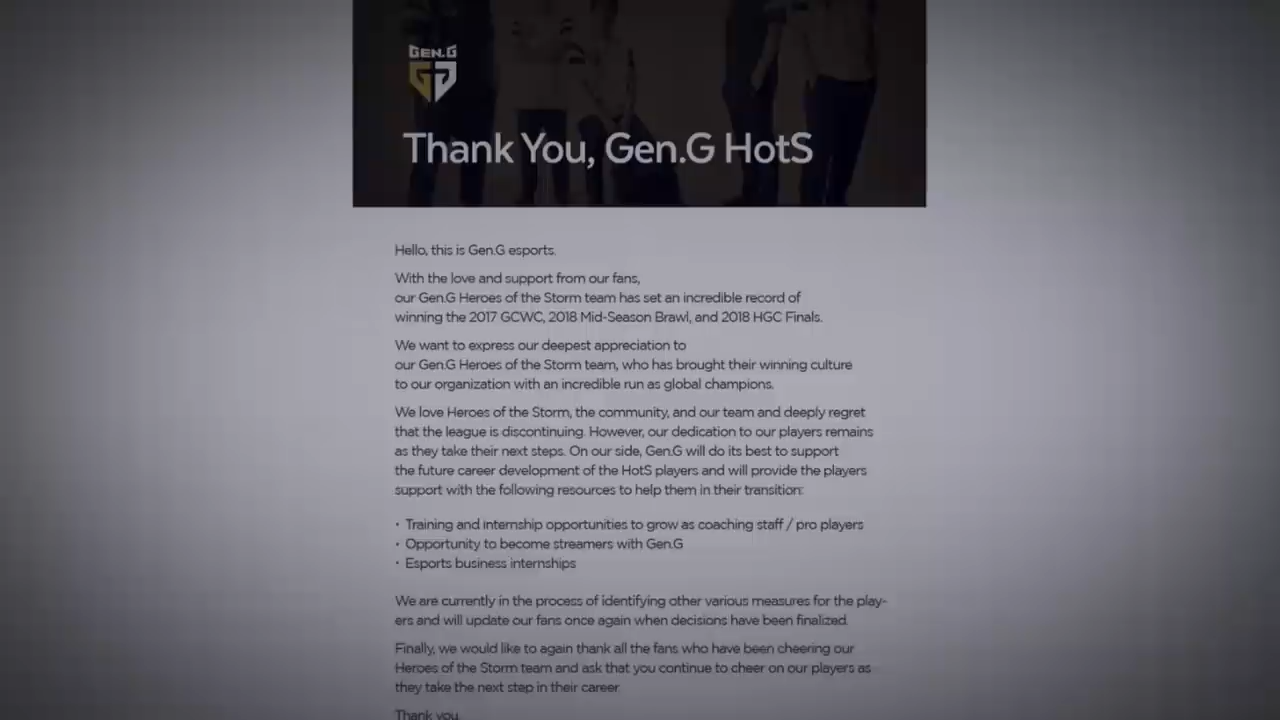 GEN.G
Thank You, Gen.G HotS
Hello, this is Gen.G esports.
With the love and support from our fans,
our Gen.G Heroes of the Storm team has set an incredible record of
winning the 2017 GCWC, 2018 Mid-Season Brawl, and 2018 HGC Finals.
We want to express our deepest appreciation to
our Gen.G Heroes of the Storm team, who has brought their winning culture
to our organization with an incredible run as global champions.
We love Heroes of the Storm, the community, and our team and deeply regret
that the league is discontinuing. However, our dedication to our players remains
as they take their next steps. On our side, Gen.G will do its best to support
the future career development of the HotS players and will provide the players
support with the following resources to help them in their transition:
• Training and internship opportunities to grow as coaching staff / pro players
• Opportunity to become streamers with Gen.G
• Esports business internships
We are currently in the process of identifying other various measures for the play-
ers and will update our fans once again when decisions have been finalized.
Finally, we would like to again thank all the fans who have been cheering our
Heroes of the Storm team and ask that you continue to cheer on our players as
they take the next step in their career.
Thank you.